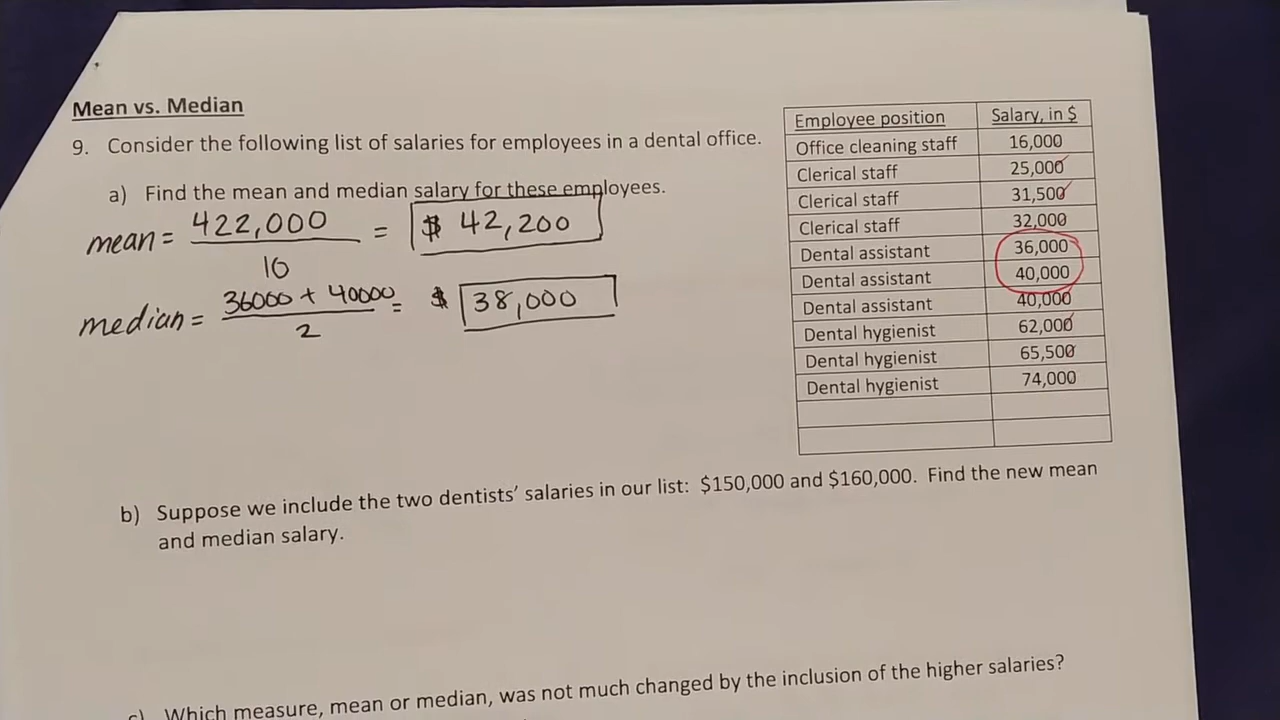 Mean vs. Median
9. Consider the following list of salaries for employees in a dental office.
a) Find the mean and median salary for these employees.
mean = 422,000 / 10 = $ 42,200
median = 36000 + 40000 / 2 = $ 38,000
Employee position Salary, in $
Office cleaning staff 16,000
Clerical staff 25,000
Clerical staff 31,500
Clerical staff 32,000
Dental assistant 36,000
Dental assistant 40,000
Dental assistant 40,000
Dental hygienist 62,000
Dental hygienist 65,500
Dental hygienist 74,000
b) Suppose we include the two dentists' salaries in our list: $150,000 and $160,000. Find the new mean
and median salary.
c) Which measure, mean or median, was not much changed by the inclusion of the higher salaries?